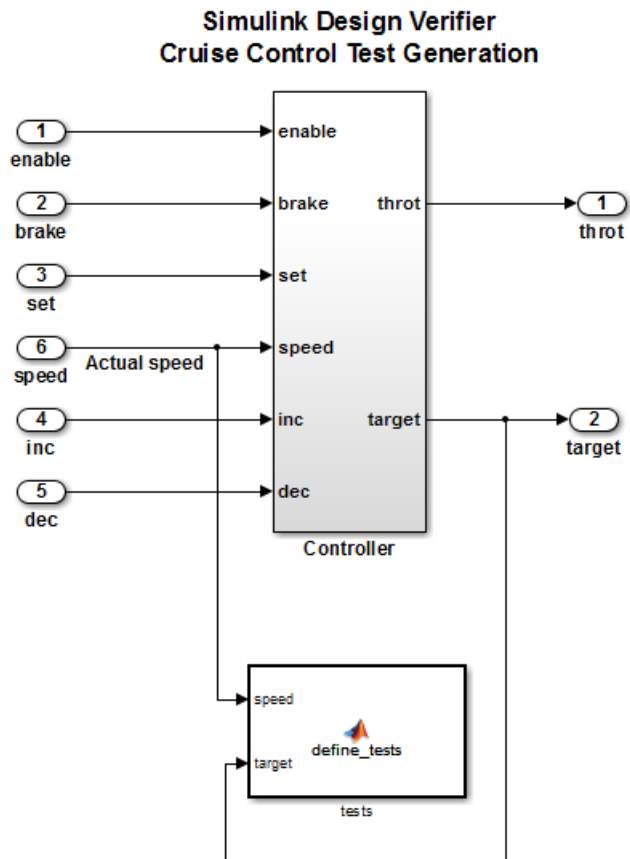 Simulink Design Verifier
Cruise Control Test Generation
1
enable
enable
2
brake
brake
throt
1
throt
3
set
set
6
speed
Actual speed
speed
4
inc
inc
target
2
target
5
dec
dec
Controller
speed
define_tests
target
tests